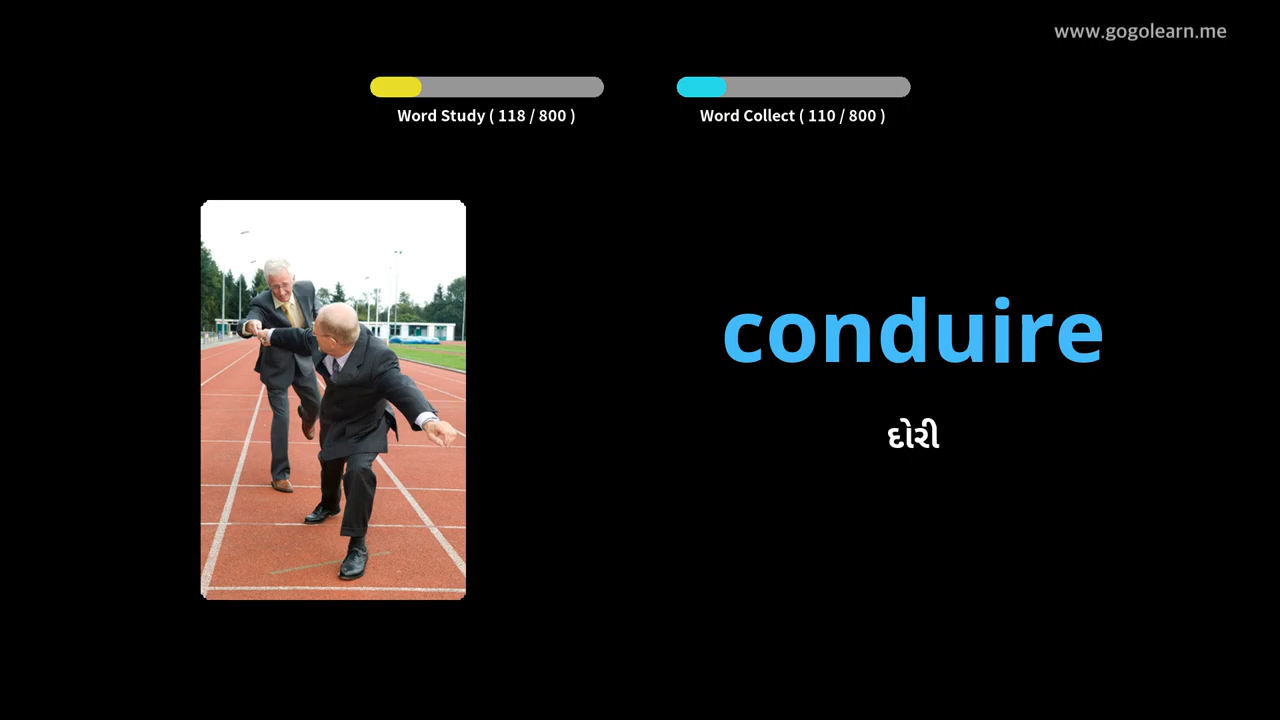 www.gogolearn.me
Word Study ( 118 / 800 )
Word Collect ( 110 / 800 )
conduire
દોરી